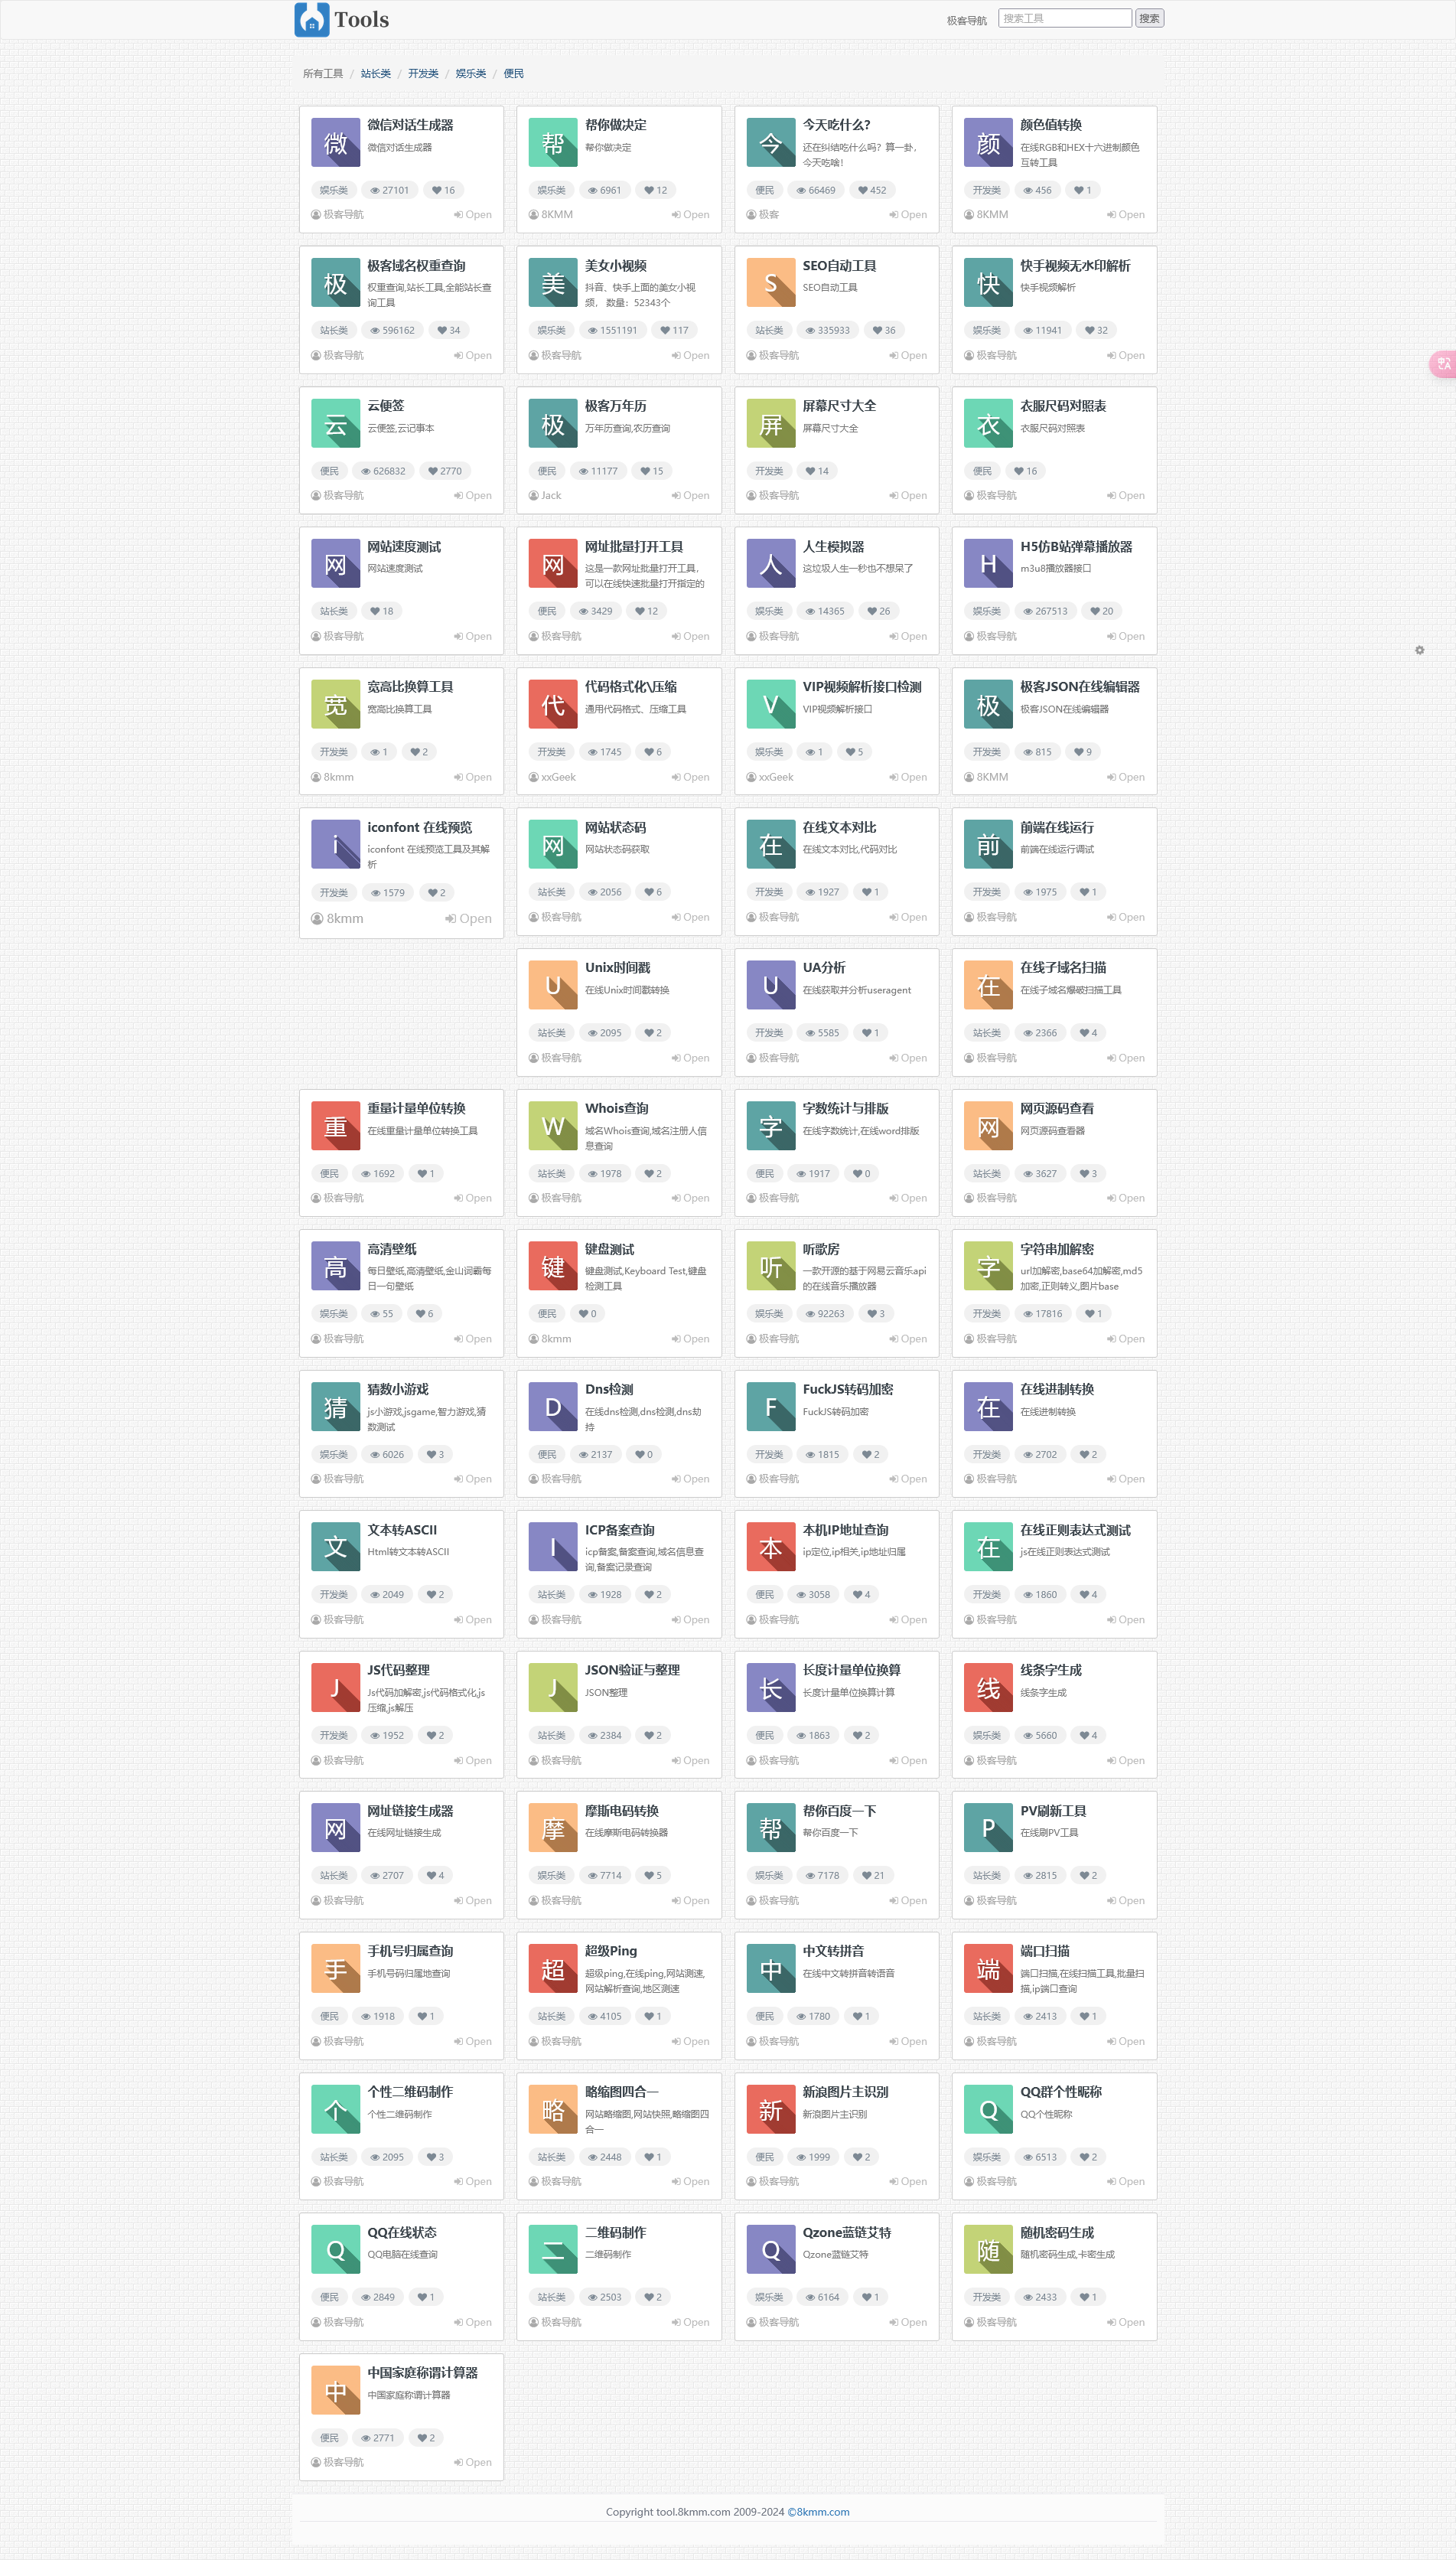 Tools
极客导航
搜索工具
搜索
所有工具 / 站长类 / 开发类 / 娱乐类 / 便民
微
微信对话生成器
微信对话生成器
娱乐类 27101 16
极客导航 Open
帮
帮你做决定
帮你做决定
娱乐类 6961 12
8KMM Open
今
今天吃什么?
还在纠结吃什么吗？算一卦，
今天吃啥!
便民 66469 452
极客 Open
颜
颜色值转换
在线RGB和HEX十六进制颜色
互转工具
开发类 456 1
8KMM Open
极
极客域名权重查询
权重查询,站长工具,全能站长查
询工具
站长类 596162 34
极客导航 Open
美
美女小视频
抖音、快手上面的美女小视
频， 数量：52343个
娱乐类 1551191 117
极客导航 Open
S
SEO自动工具
SEO自动工具
站长类 335933 36
极客导航 Open
快
快手视频无水印解析
快手视频解析
娱乐类 11941 32
极客导航 Open
云
云便签
云便签,云记事本
便民 626832 2770
极客导航 Open
极
极客万年历
万年历查询,农历查询
便民 11177 15
Jack Open
屏
屏幕尺寸大全
屏幕尺寸大全
开发类 14
极客导航 Open
衣
衣服尺码对照表
衣服尺码对照表
便民 16
极客导航 Open
网
网站速度测试
网站速度测试
站长类 18
极客导航 Open
网
网址批量打开工具
这是一款网址批量打开工具,
可以在线快速批量打开指定的
便民 3429 12
极客导航 Open
人
人生模拟器
这垃圾人生一秒也不想呆了
娱乐类 14365 26
极客导航 Open
H
H5仿B站弹幕播放器
m3u8播放器接口
娱乐类 267513 20
极客导航 Open
宽
宽高比换算工具
宽高比换算工具
开发类 1 2
8kmm Open
代
代码格式化\压缩
通用代码格式、压缩工具
开发类 1745 6
xxGeek Open
V
VIP视频解析接口检测
VIP视频解析接口
娱乐类 1 5
xxGeek Open
极
极客JSON在线编辑器
极客JSON在线编辑器
开发类 815 9
8KMM Open
i
iconfont 在线预览
iconfont 在线预览工具及其解
析
开发类 1579 2
8kmm Open
网
网站状态码
网站状态码获取
站长类 2056 6
极客导航 Open
在
在线文本对比
在线文本对比,代码对比
开发类 1927 1
极客导航 Open
前
前端在线运行
前端在线运行调试
开发类 1975 1
极客导航 Open
U
Unix时间戳
在线Unix时间戳转换
站长类 2095 2
极客导航 Open
U
UA分析
在线获取并分析useragent
开发类 5585 1
极客导航 Open
在
在线子域名扫描
在线子域名爆破扫描工具
站长类 2366 4
极客导航 Open
重
重量计量单位转换
在线重量计量单位转换工具
便民 1692 1
极客导航 Open
W
Whois查询
域名Whois查询,域名注册人信
息查询
站长类 1978 2
极客导航 Open
字
字数统计与排版
在线字数统计,在线word排版
便民 1917 0
极客导航 Open
网
网页源码查看
网页源码查看器
站长类 3627 3
极客导航 Open
高
高清壁纸
每日壁纸,高清壁纸,金山词霸每
日一句壁纸
娱乐类 55 6
极客导航 Open
键
键盘测试
键盘测试,Keyboard Test,键盘
检测工具
便民 0
8kmm Open
听
听歌房
一款开源的基于网易云音乐api
的在线音乐播放器
娱乐类 92263 3
极客导航 Open
字
字符串加解密
url加解密,base64加解密,md5
加密,正则转义,图片base
开发类 17816 1
极客导航 Open
猜
猜数小游戏
js小游戏,jsgame,智力游戏,猜
数测试
娱乐类 6026 3
极客导航 Open
D
Dns检测
在线dns检测,dns检测,dns劫
持
便民 2137 0
极客导航 Open
F
FuckJS转码加密
FuckJS转码加密
开发类 1815 2
极客导航 Open
在
在线进制转换
在线进制转换
开发类 2702 2
极客导航 Open
文
文本转ASCII
Html转文本转ASCII
开发类 2049 2
极客导航 Open
I
ICP备案查询
icp备案,备案查询,域名信息查
询,备案记录查询
站长类 1928 2
极客导航 Open
本
本机IP地址查询
ip定位,ip相关,ip地址归属
便民 3058 4
极客导航 Open
在
在线正则表达式测试
js在线正则表达式测试
开发类 1860 4
极客导航 Open
J
JS代码整理
Js代码加解密,js代码格式化,js
压缩,js解压
开发类 1952 2
极客导航 Open
J
JSON验证与整理
JSON整理
站长类 2384 2
极客导航 Open
长
长度计量单位换算
长度计量单位换算计算
便民 1863 2
极客导航 Open
线
线条字生成
线条字生成
娱乐类 5660 4
极客导航 Open
网
网址链接生成器
在线网址链接生成
站长类 2707 4
极客导航 Open
摩
摩斯电码转换
在线摩斯电码转换器
娱乐类 7714 5
极客导航 Open
帮
帮你百度一下
帮你百度一下
娱乐类 7178 21
极客导航 Open
P
PV刷新工具
在线刷PV工具
站长类 2815 2
极客导航 Open
手
手机号归属查询
手机号码归属地查询
便民 1918 1
极客导航 Open
超
超级Ping
超级ping,在线ping,网站测速,
网站解析查询,地区测速
站长类 4105 1
极客导航 Open
中
中文转拼音
在线中文转拼音转语音
便民 1780 1
极客导航 Open
端
端口扫描
端口扫描,在线扫描工具,批量扫
描,ip端口查询
站长类 2413 1
极客导航 Open
个
个性二维码制作
个性二维码制作
站长类 2095 3
极客导航 Open
略
略缩图四合一
网站略缩图,网站快照,略缩图四
合一
站长类 2448 1
极客导航 Open
新
新浪图片主识别
新浪图片主识别
便民 1999 2
极客导航 Open
Q
QQ群个性昵称
QQ个性昵称
娱乐类 6513 2
极客导航 Open
Q
QQ在线状态
QQ电脑在线查询
便民 2849 1
极客导航 Open
二
二维码制作
二维码制作
站长类 2503 2
极客导航 Open
Q
Qzone蓝链艾特
Qzone蓝链艾特
娱乐类 6164 1
极客导航 Open
随
随机密码生成
随机密码生成,卡密生成
开发类 2433 1
极客导航 Open
中
中国家庭称谓计算器
中国家庭称谓计算器
便民 2771 2
极客导航 Open
Copyright tool.8kmm.com 2009-2024 ©8kmm.com